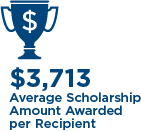 $
$3,713
Average Scholarship
Amount Awarded
per Recipient